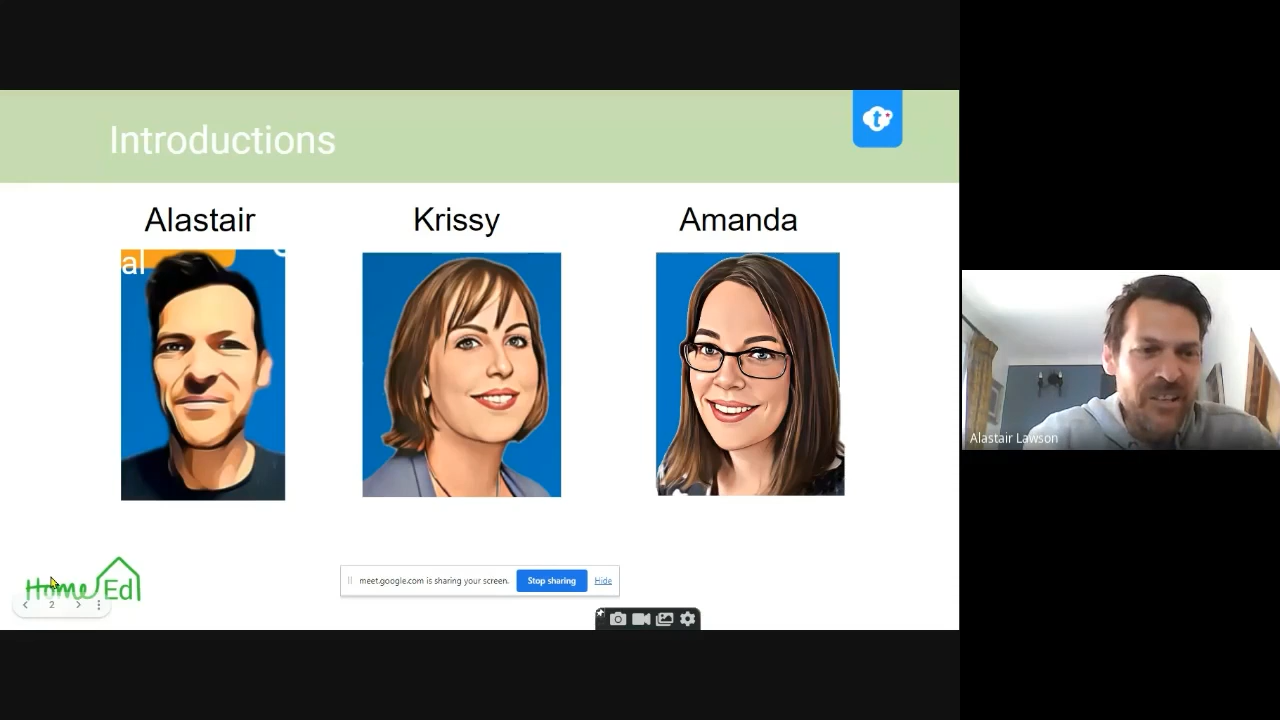 Introductions
t
Alastair
Krissy
Amanda
al
Alastair Lawson
Home Ed
meet.google.com is sharing your screen.
Stop sharing
Hide
2